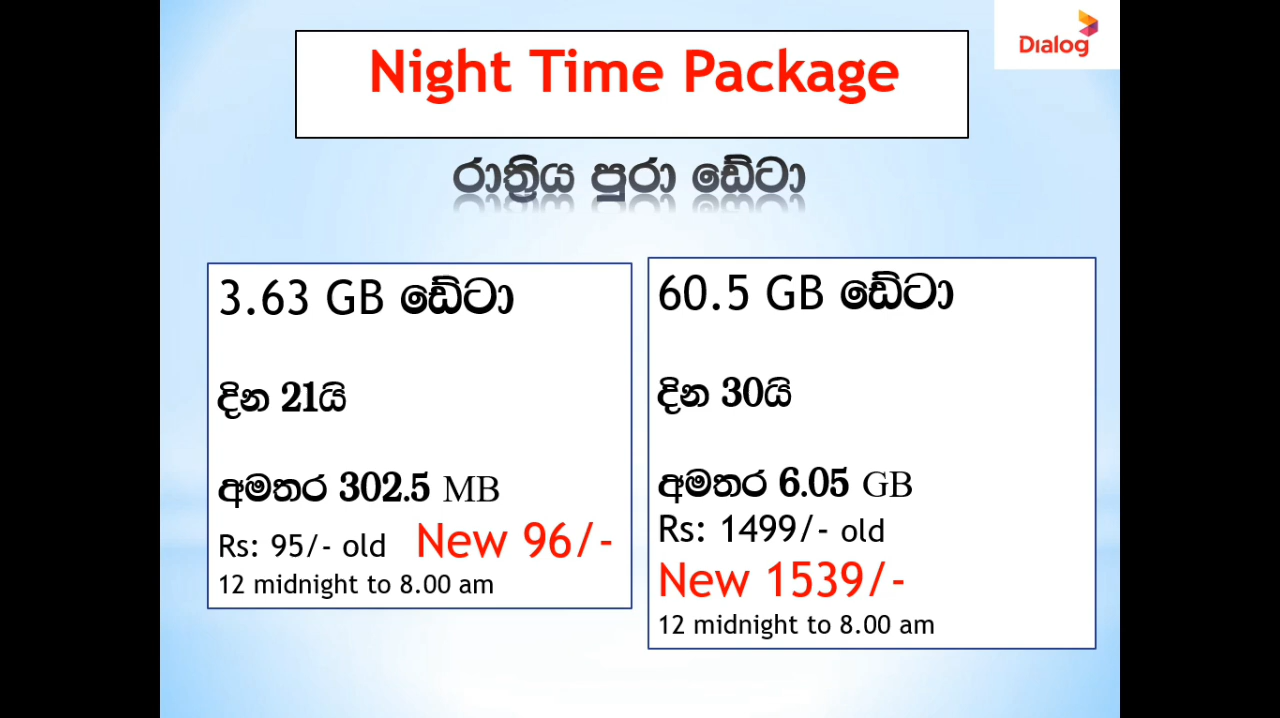 Dialog
Night Time Package
රාත්‍රිය පුරා ඩේටා
3.63 GB ඩේටා
දින 21යි
අමතර 302.5 MB
Rs: 95/- old New 96/-
12 midnight to 8.00 am
60.5 GB ඩේටා
දින 30යි
අමතර 6.05 GB
Rs: 1499/- old
New 1539/-
12 midnight to 8.00 am